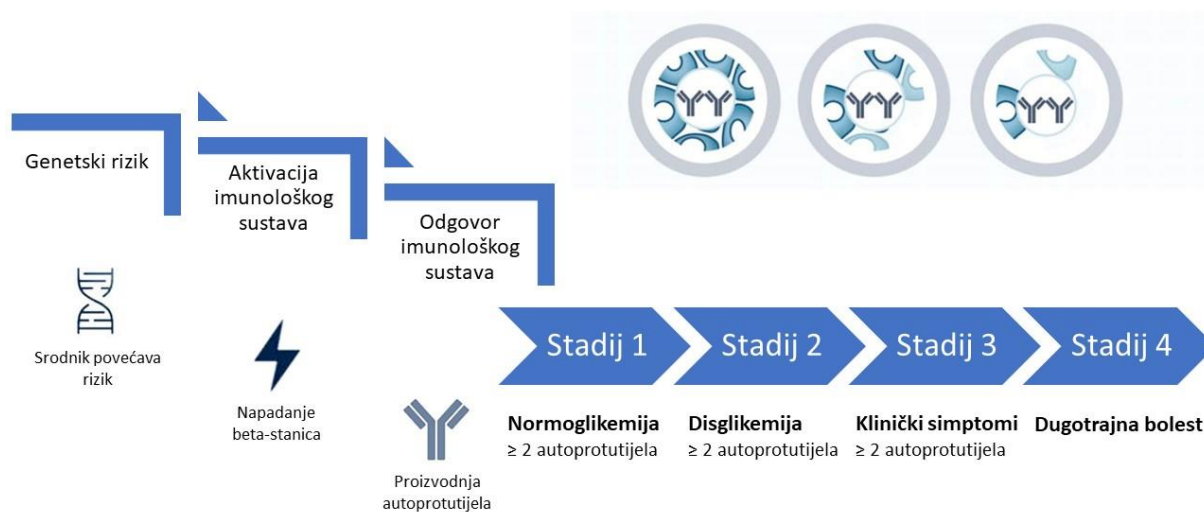 Genetski rizik
Srodnik povećava
rizik
Aktivacija
imunološkog
sustava
Napadanje
beta-stanica
Odgovor
imunološkog
sustava
Proizvodnja
autoprotutijela
Stadij 1
Normoglikemija
≥ 2 autoprotutijela
Stadij 2
Disglikemija
≥ 2 autoprotutijela
Stadij 3
Klinički simptomi
≥ 2 autoprotutijela
Stadij 4
Dugotrajna bolest